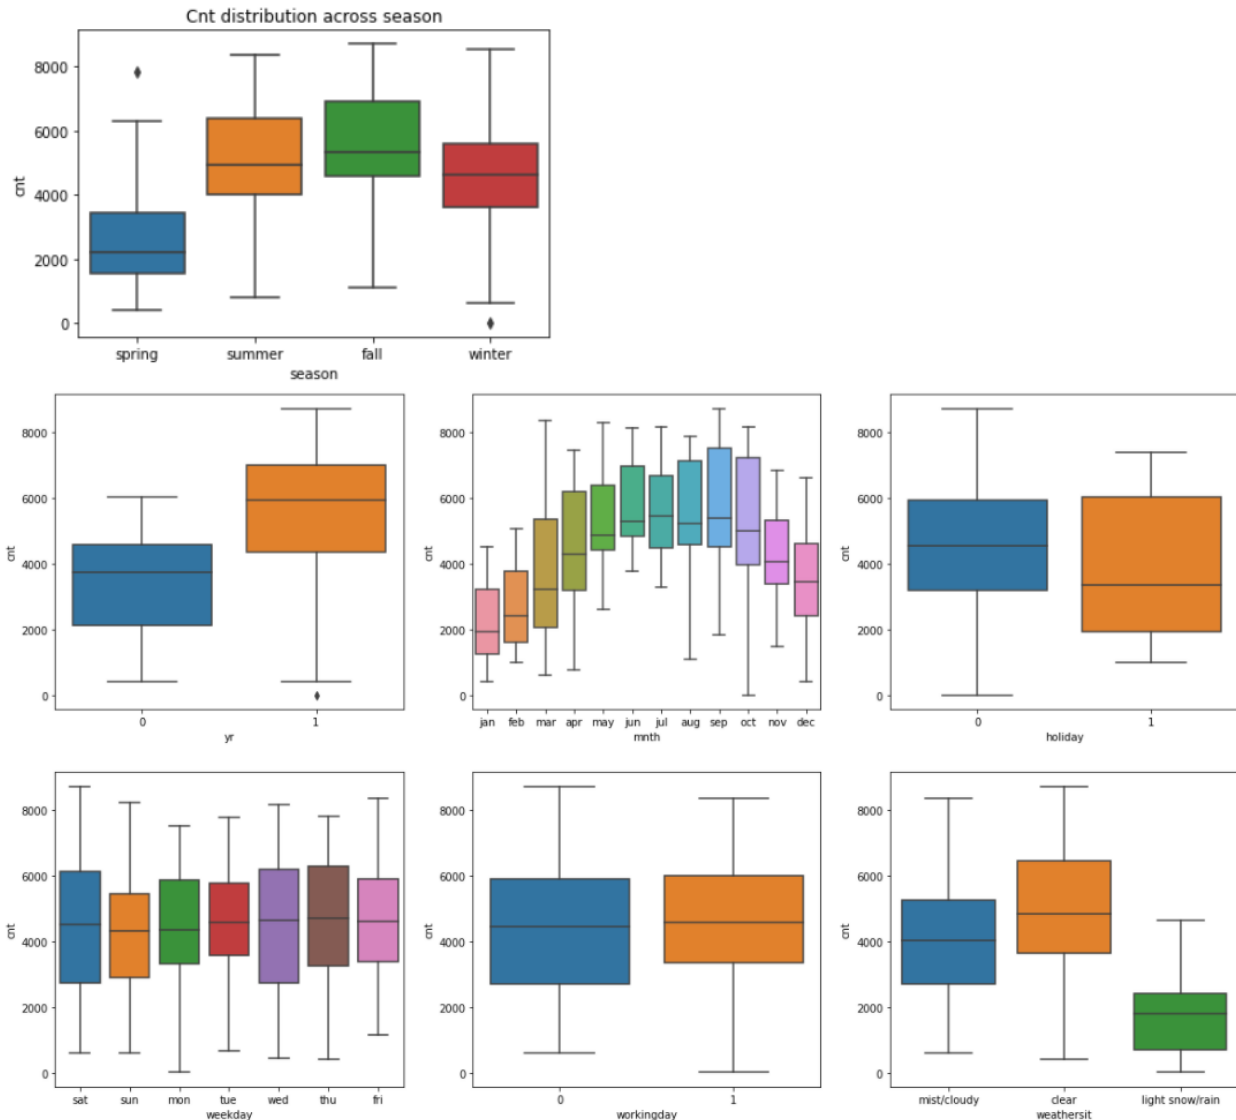 Cnt distribution across season
cnt
8000
6000
4000
2000
0
spring summer fall winter
season
cnt
8000
6000
4000
2000
0
0 1
yr
cnt
8000
6000
4000
2000
0
jan feb mar apr may jun jul aug sep oct nov dec
mnth
cnt
8000
6000
4000
2000
0
0 1
holiday
cnt
8000
6000
4000
2000
0
sat sun mon tue wed thu fri
weekday
cnt
8000
6000
4000
2000
0
0 1
workingday
cnt
8000
6000
4000
2000
0
mist/cloudy clear light snow/rain
weathersit